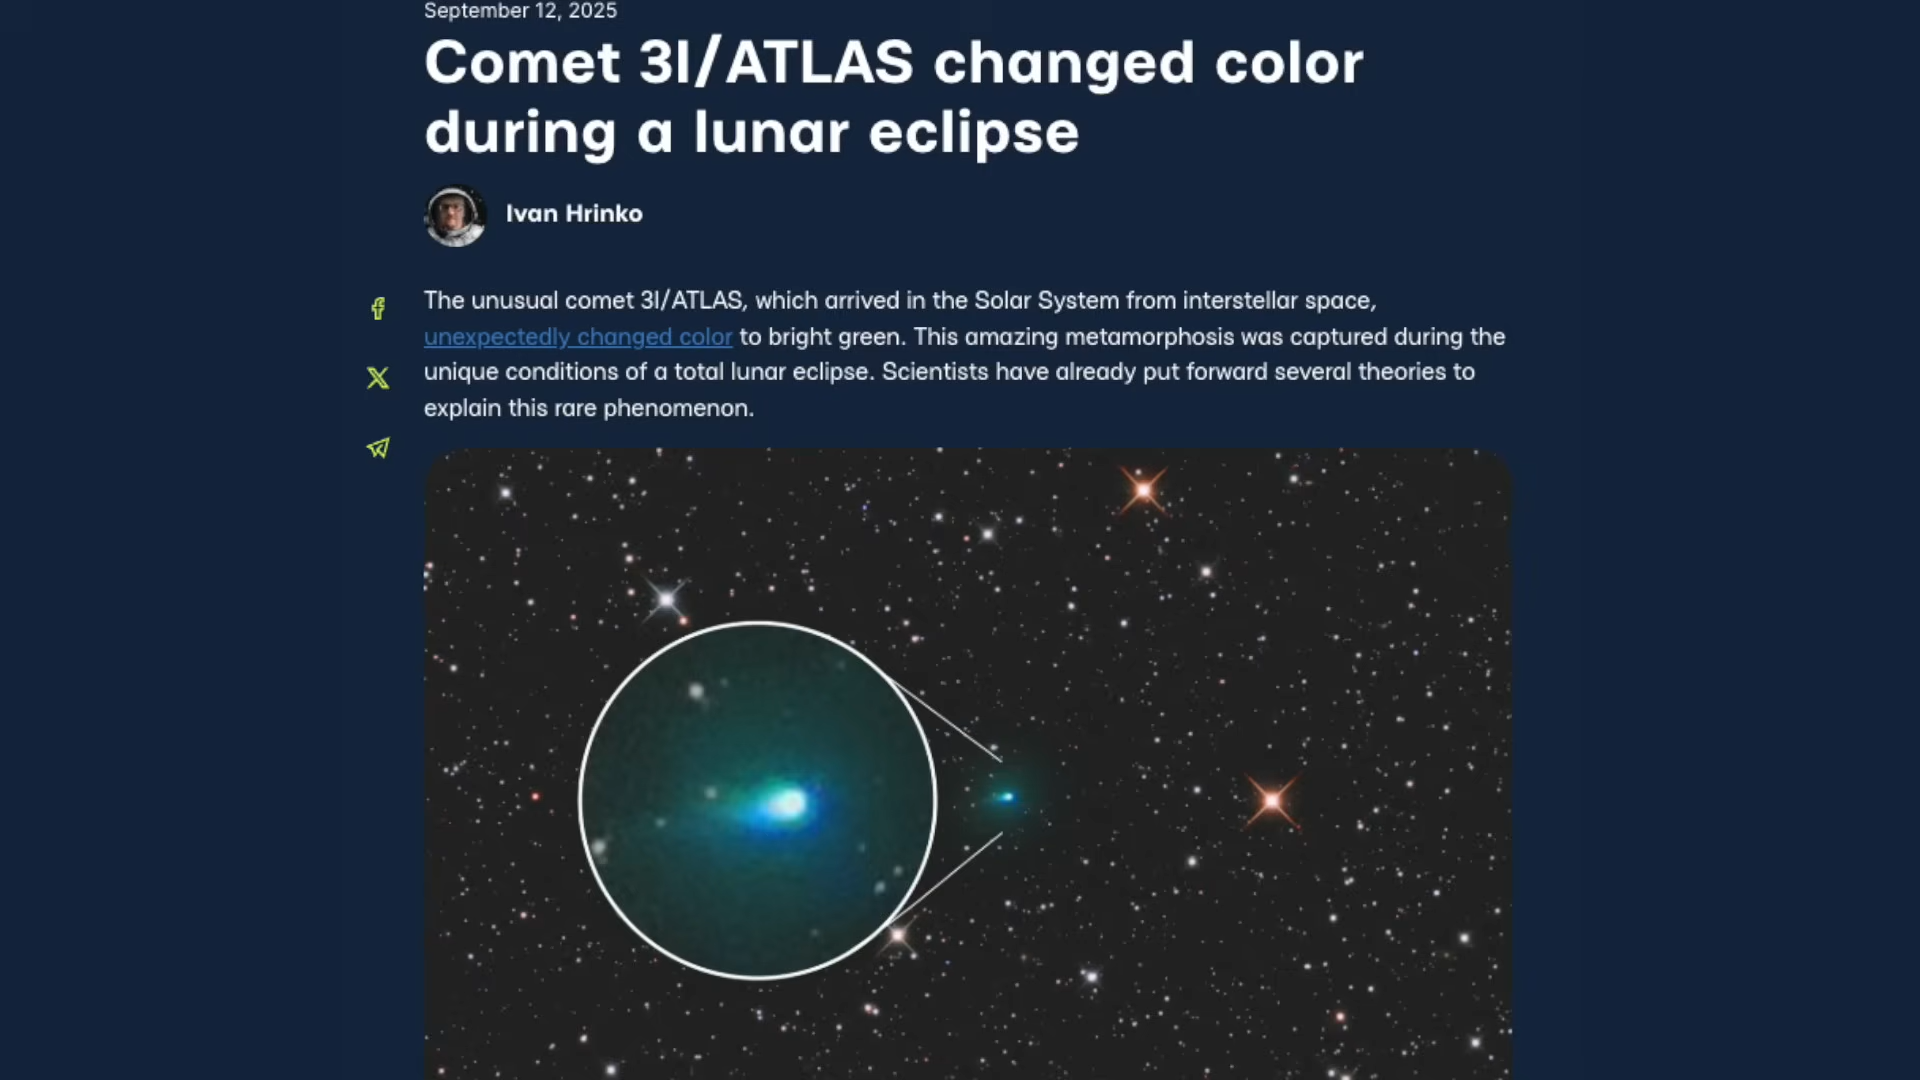 September 12, 2025
Comet 3I/ATLAS changed color
during a lunar eclipse
Ivan Hrinko
The unusual comet 3I/ATLAS, which arrived in the Solar System from interstellar space,
unexpectedly changed color to bright green. This amazing metamorphosis was captured during the
unique conditions of a total lunar eclipse. Scientists have already put forward several theories to
explain this rare phenomenon.